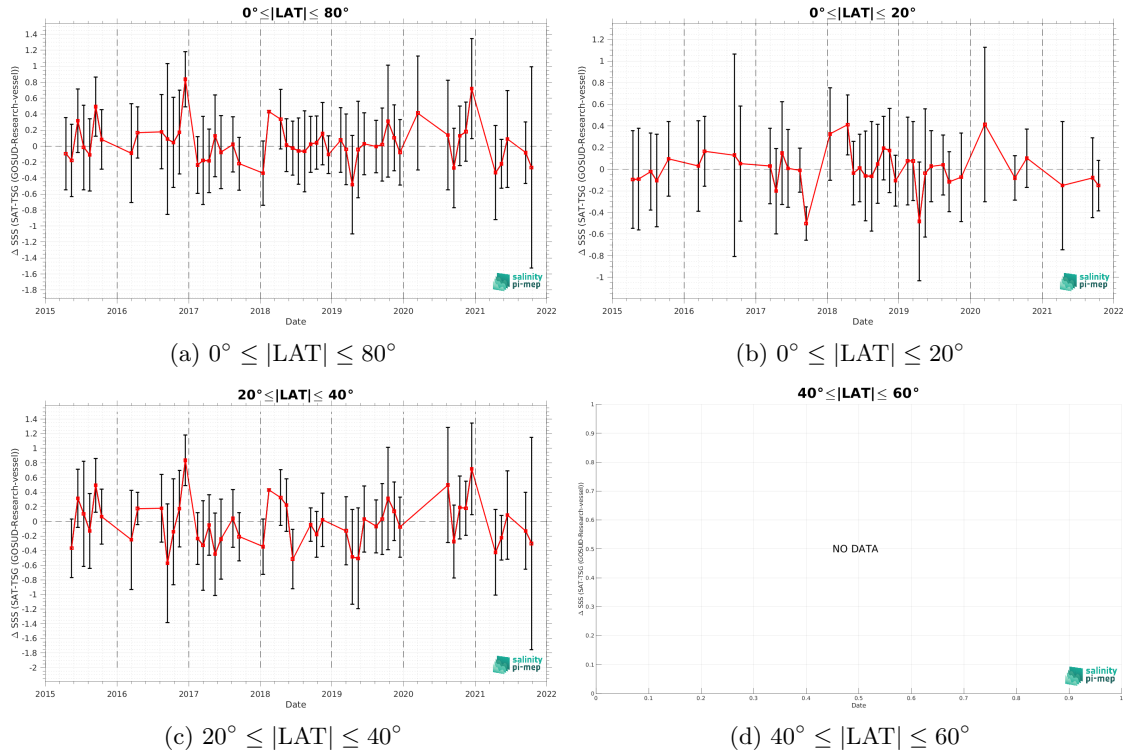 0°≤|LAT|≤ 80°
Δ SSS (SAT-TSG (GOSUD-Research-vessel))
1.4
1.2
1
0.8
0.6
0.4
0.2
0
-0.2
-0.4
-0.6
-0.8
-1
-1.2
-1.4
-1.6
-1.8
2015 2016 2017 2018 2019 2020 2021 2022
Date
salinity
pi-mep
(a) 0° ≤ |LAT| ≤ 80°
0°≤|LAT|≤ 20°
Δ SSS (SAT-TSG (GOSUD-Research-vessel))
1.2
1
0.8
0.6
0.4
0.2
0
-0.2
-0.4
-0.6
-0.8
-1
2015 2016 2017 2018 2019 2020 2021 2022
Date
salinity
pi-mep
(b) 0° ≤ |LAT| ≤ 20°
20°≤|LAT|≤ 40°
Δ SSS (SAT-TSG (GOSUD-Research-vessel))
1.4
1.2
1
0.8
0.6
0.4
0.2
0
-0.2
-0.4
-0.6
-0.8
-1
-1.2
-1.4
-1.6
-1.8
-2
2015 2016 2017 2018 2019 2020 2021 2022
Date
salinity
pi-mep
(c) 20° ≤ |LAT| ≤ 40°
40°≤|LAT|≤ 60°
Δ SSS (SAT-TSG (GOSUD-Research-vessel))
1
0.9
0.8
0.7
0.6
0.5
0.4
0.3
0.2
0.1
0
NO DATA
0 0.1 0.2 0.3 0.4 0.5 0.6 0.7 0.8 0.9 1
Date
salinity
pi-mep
(d) 40° ≤ |LAT| ≤ 60°